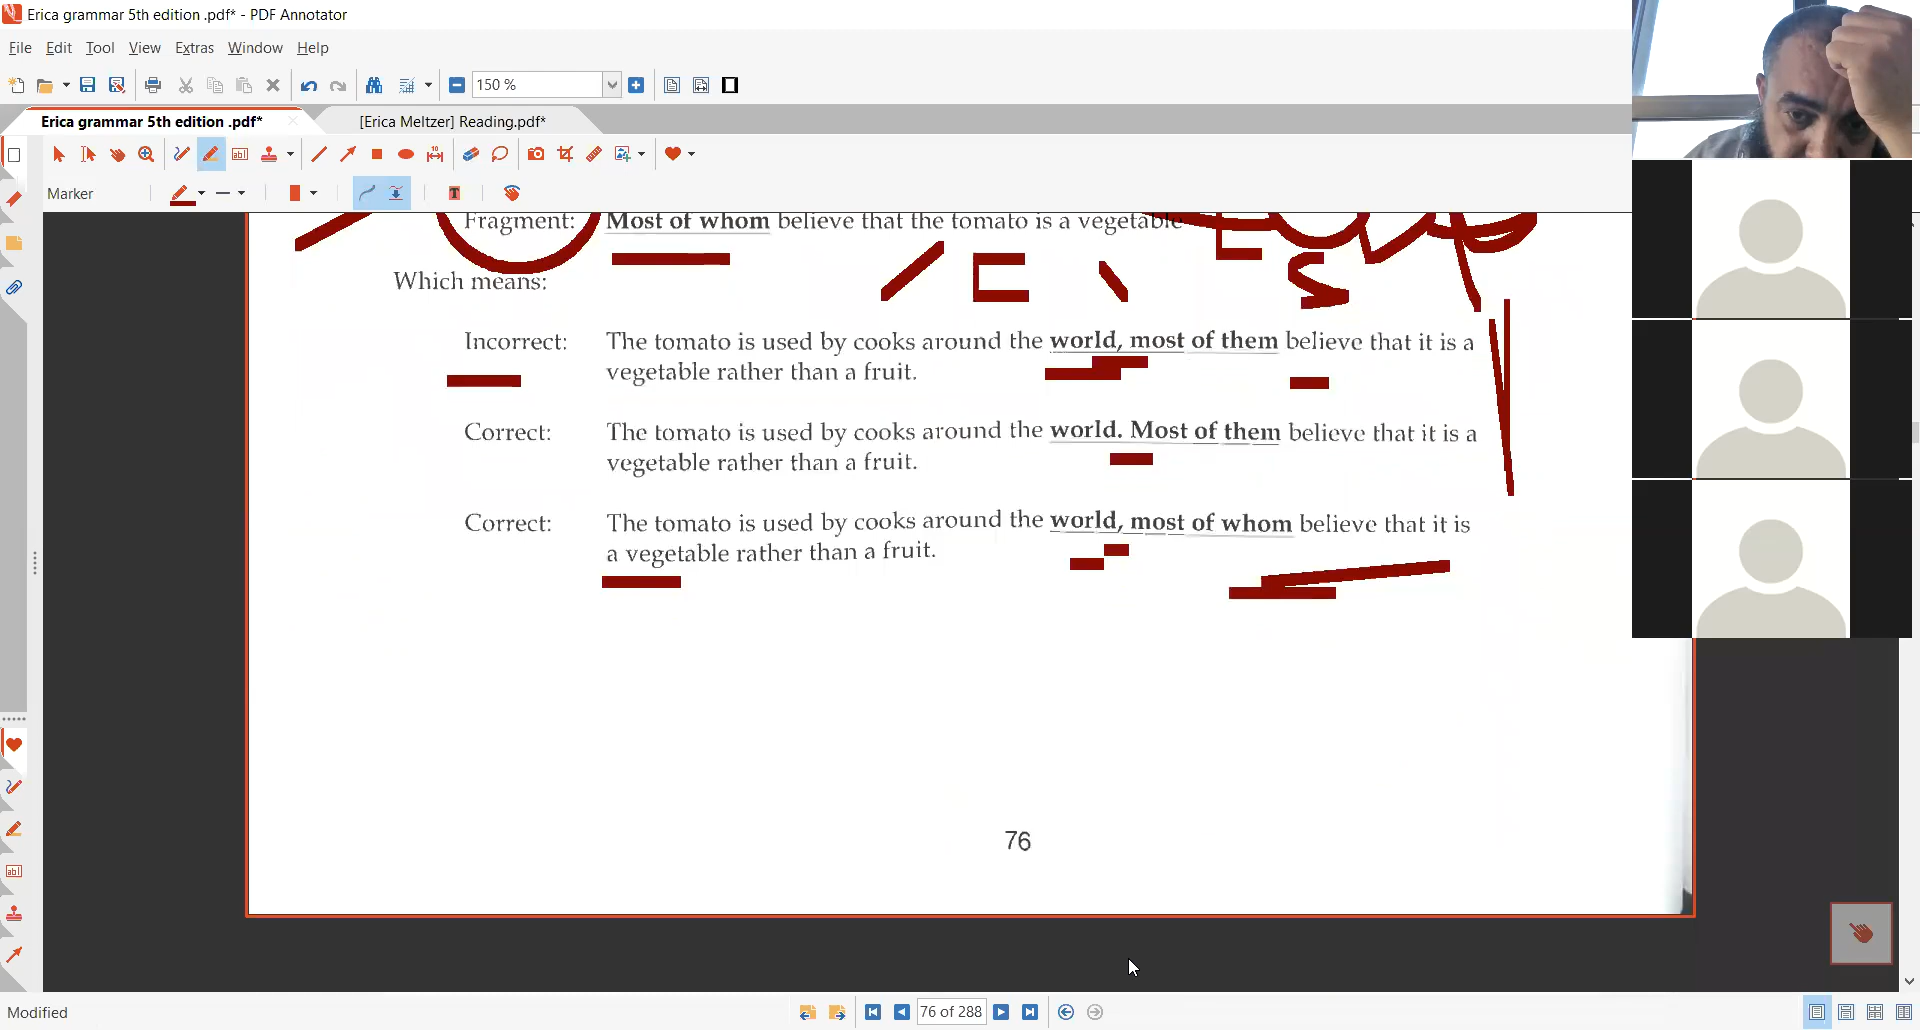 Erica grammar 5th edition .pdf* - PDF Annotator
File Edit Tool View Extras Window Help
150 %
Erica grammar 5th edition .pdf*
[Erica Meltzer] Reading.pdf*
Marker
Fragment: Most of whom believe that the tomato is a vegetable
Which means:
Incorrect: The tomato is used by cooks around the world, most of them believe that it is a
vegetable rather than a fruit.
Correct: The tomato is used by cooks around the world. Most of them believe that it is a
vegetable rather than a fruit.
Correct: The tomato is used by cooks around the world, most of whom believe that it is
a vegetable rather than a fruit.
76
Modified
76 of 288